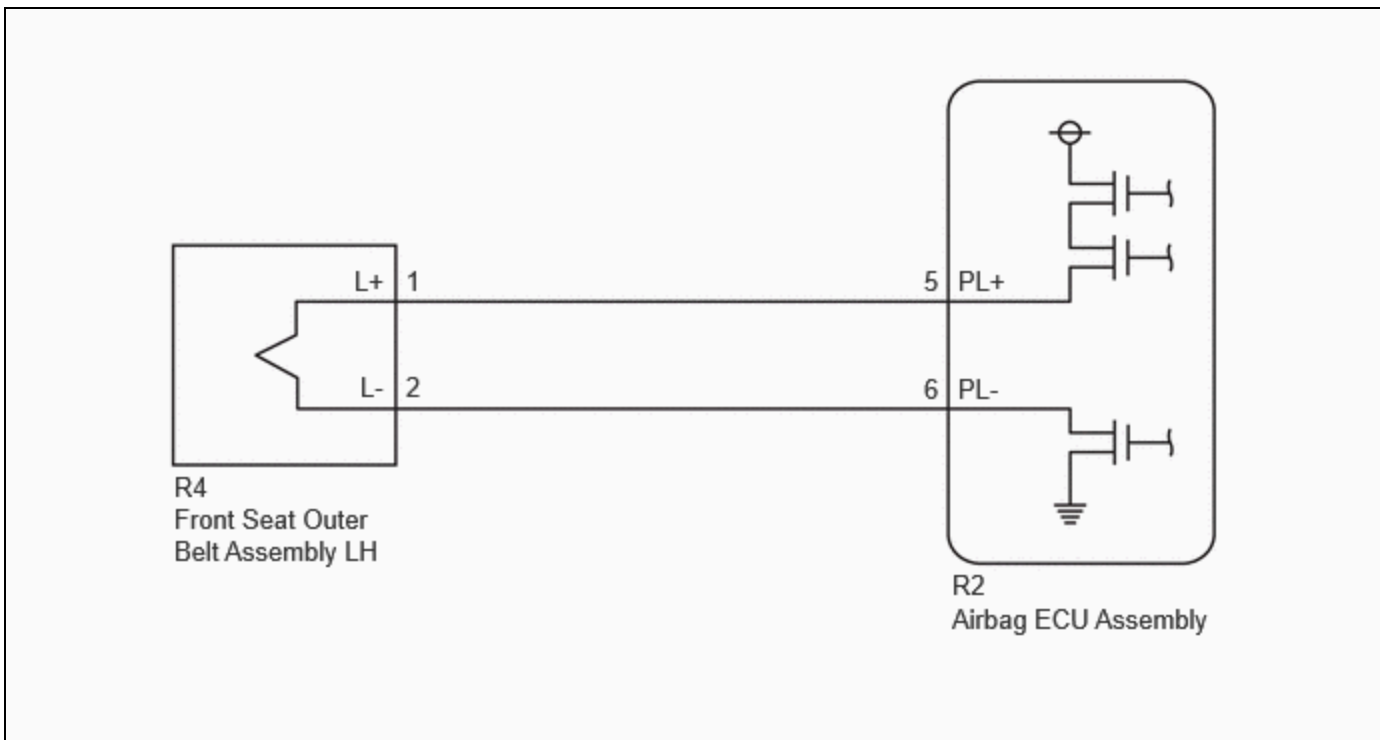 L+ 1 5 PL+
L- 2 6 PL-
R4
Front Seat Outer
Belt Assembly LH
R2
Airbag ECU Assembly